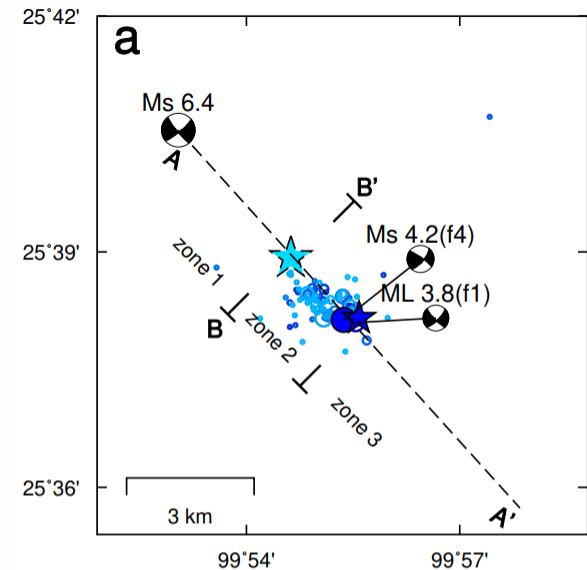 25˚42'
a
Ms 6.4
A
B'
Ms 4.2(f4)
25˚39'
zone 1
ML 3.8(f1)
B
zone 2
zone 3
25˚36'
3 km
A'
99˚54'
99˚57'